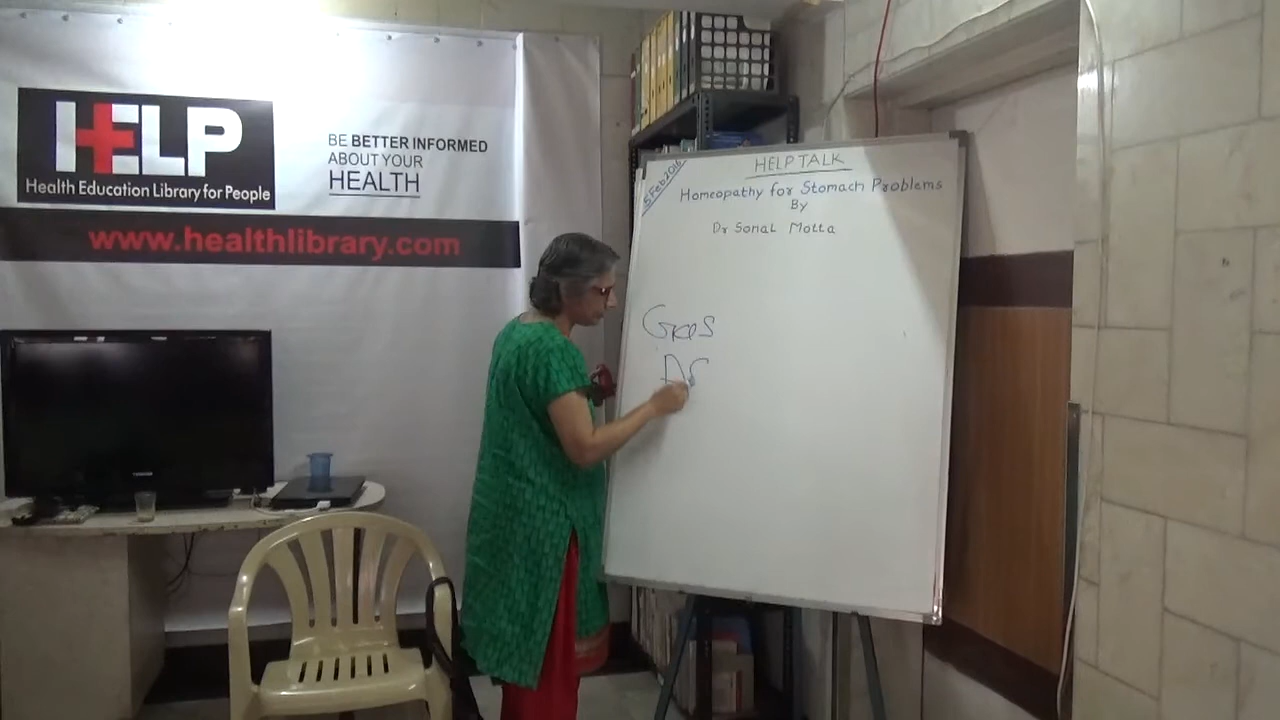 HELP
Health Education Library for People
BE BETTER INFORMED
ABOUT YOUR
HEALTH
www.healthlibrary.com
5 Feb 2016
HELP TALK
Homeopathy for Stomach Problems
By
Dr Sonal Motta
Gas